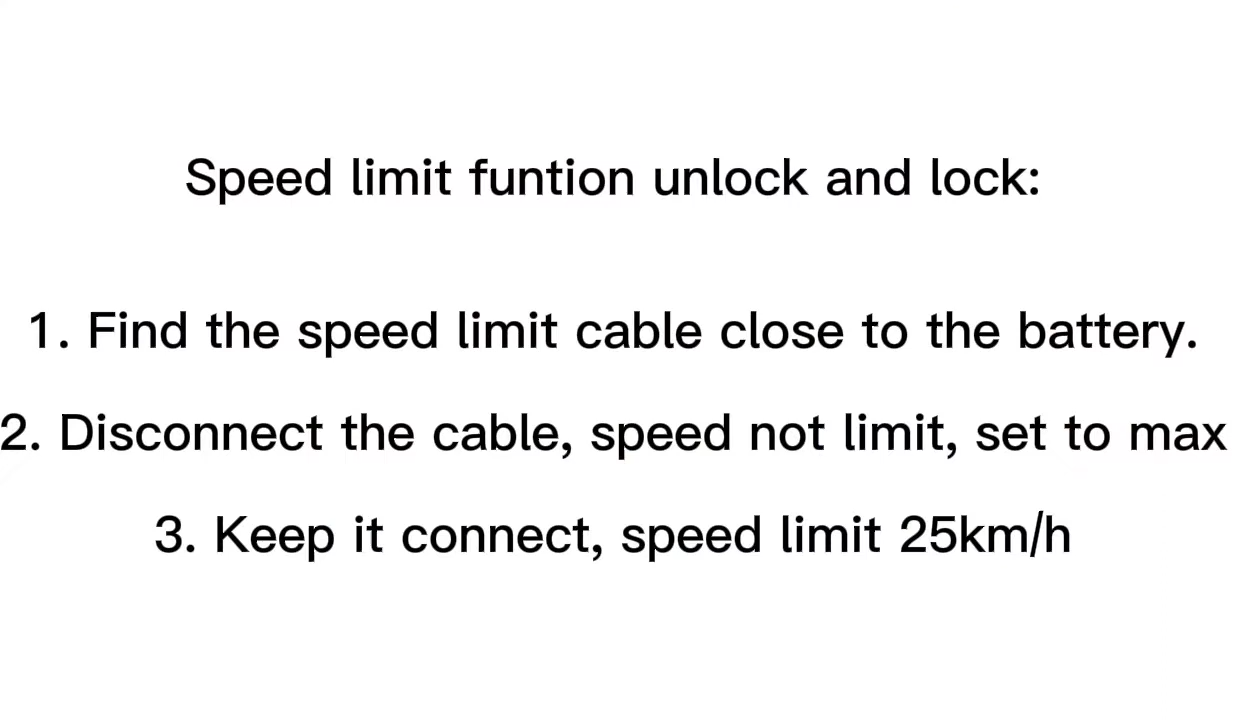 Speed limit funtion unlock and lock:
1. Find the speed limit cable close to the battery.
2. Disconnect the cable, speed not limit, set to max
3. Keep it connect, speed limit 25km/h